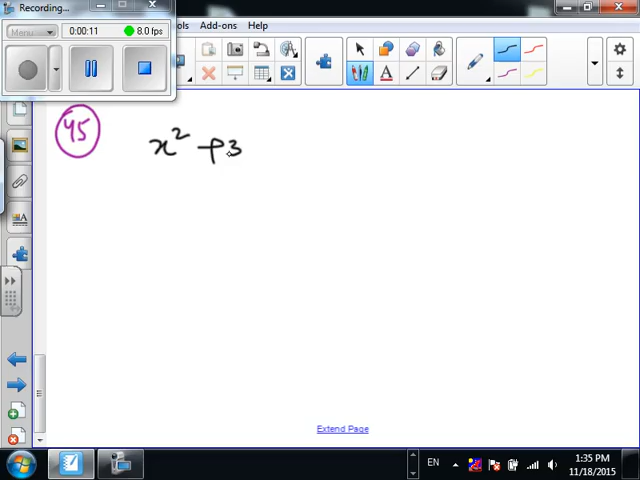 Recording...
Menu
0:00:11
8.0 fps
ols Add-ons Help
45
x² +3
Extend Page
EN
1:35 PM
11/18/2015